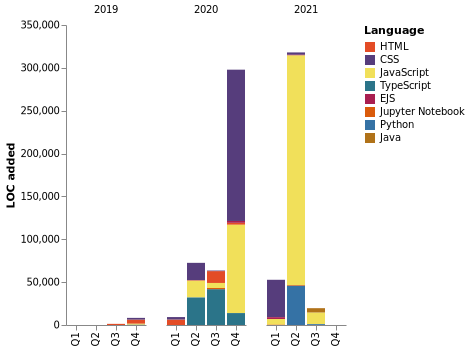 2019 2020 2021
LOC added
350,000
300,000
250,000
200,000
150,000
100,000
50,000
0
Q1 Q2 Q3 Q4 Q1 Q2 Q3 Q4 Q1 Q2 Q3 Q4
Language
HTML
CSS
JavaScript
TypeScript
EJS
Jupyter Notebook
Python
Java